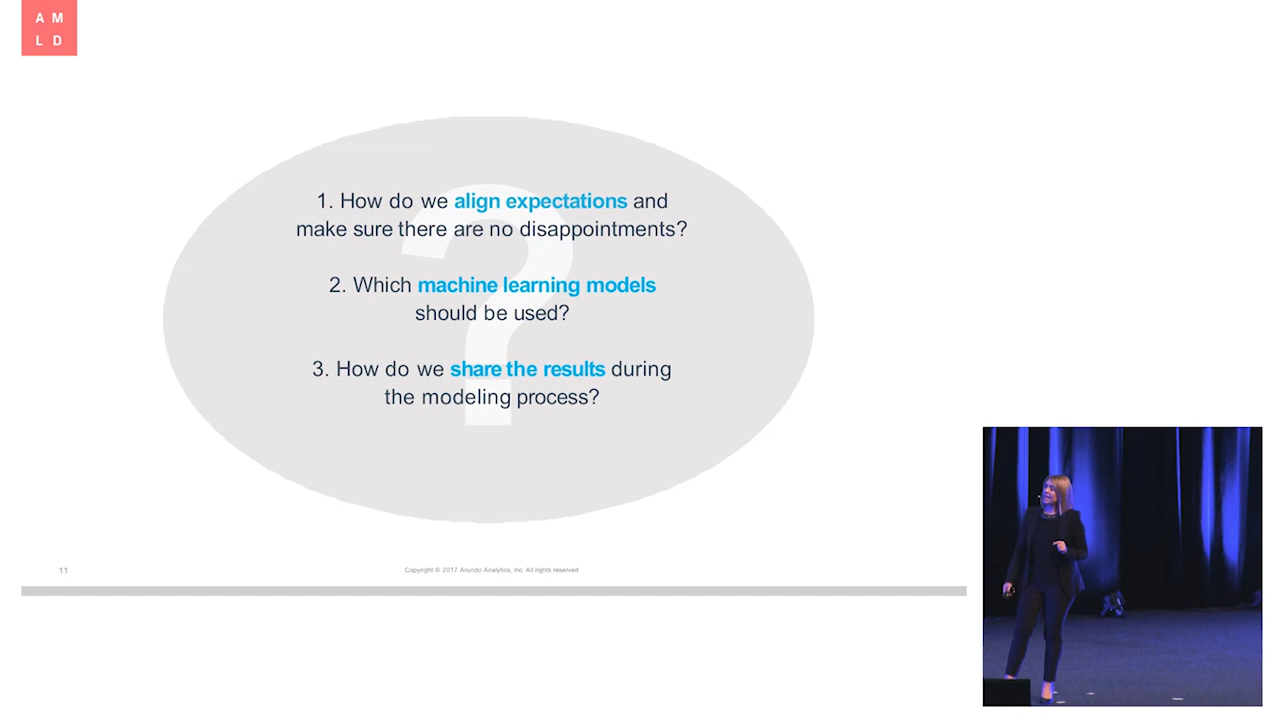 A M
L D
1. How do we align expectations and
make sure there are no disappointments?
2. Which machine learning models
should be used?
3. How do we share the results during
the modeling process?
11
Copyright © 2017 Arundo Analytics, Inc. All rights reserved